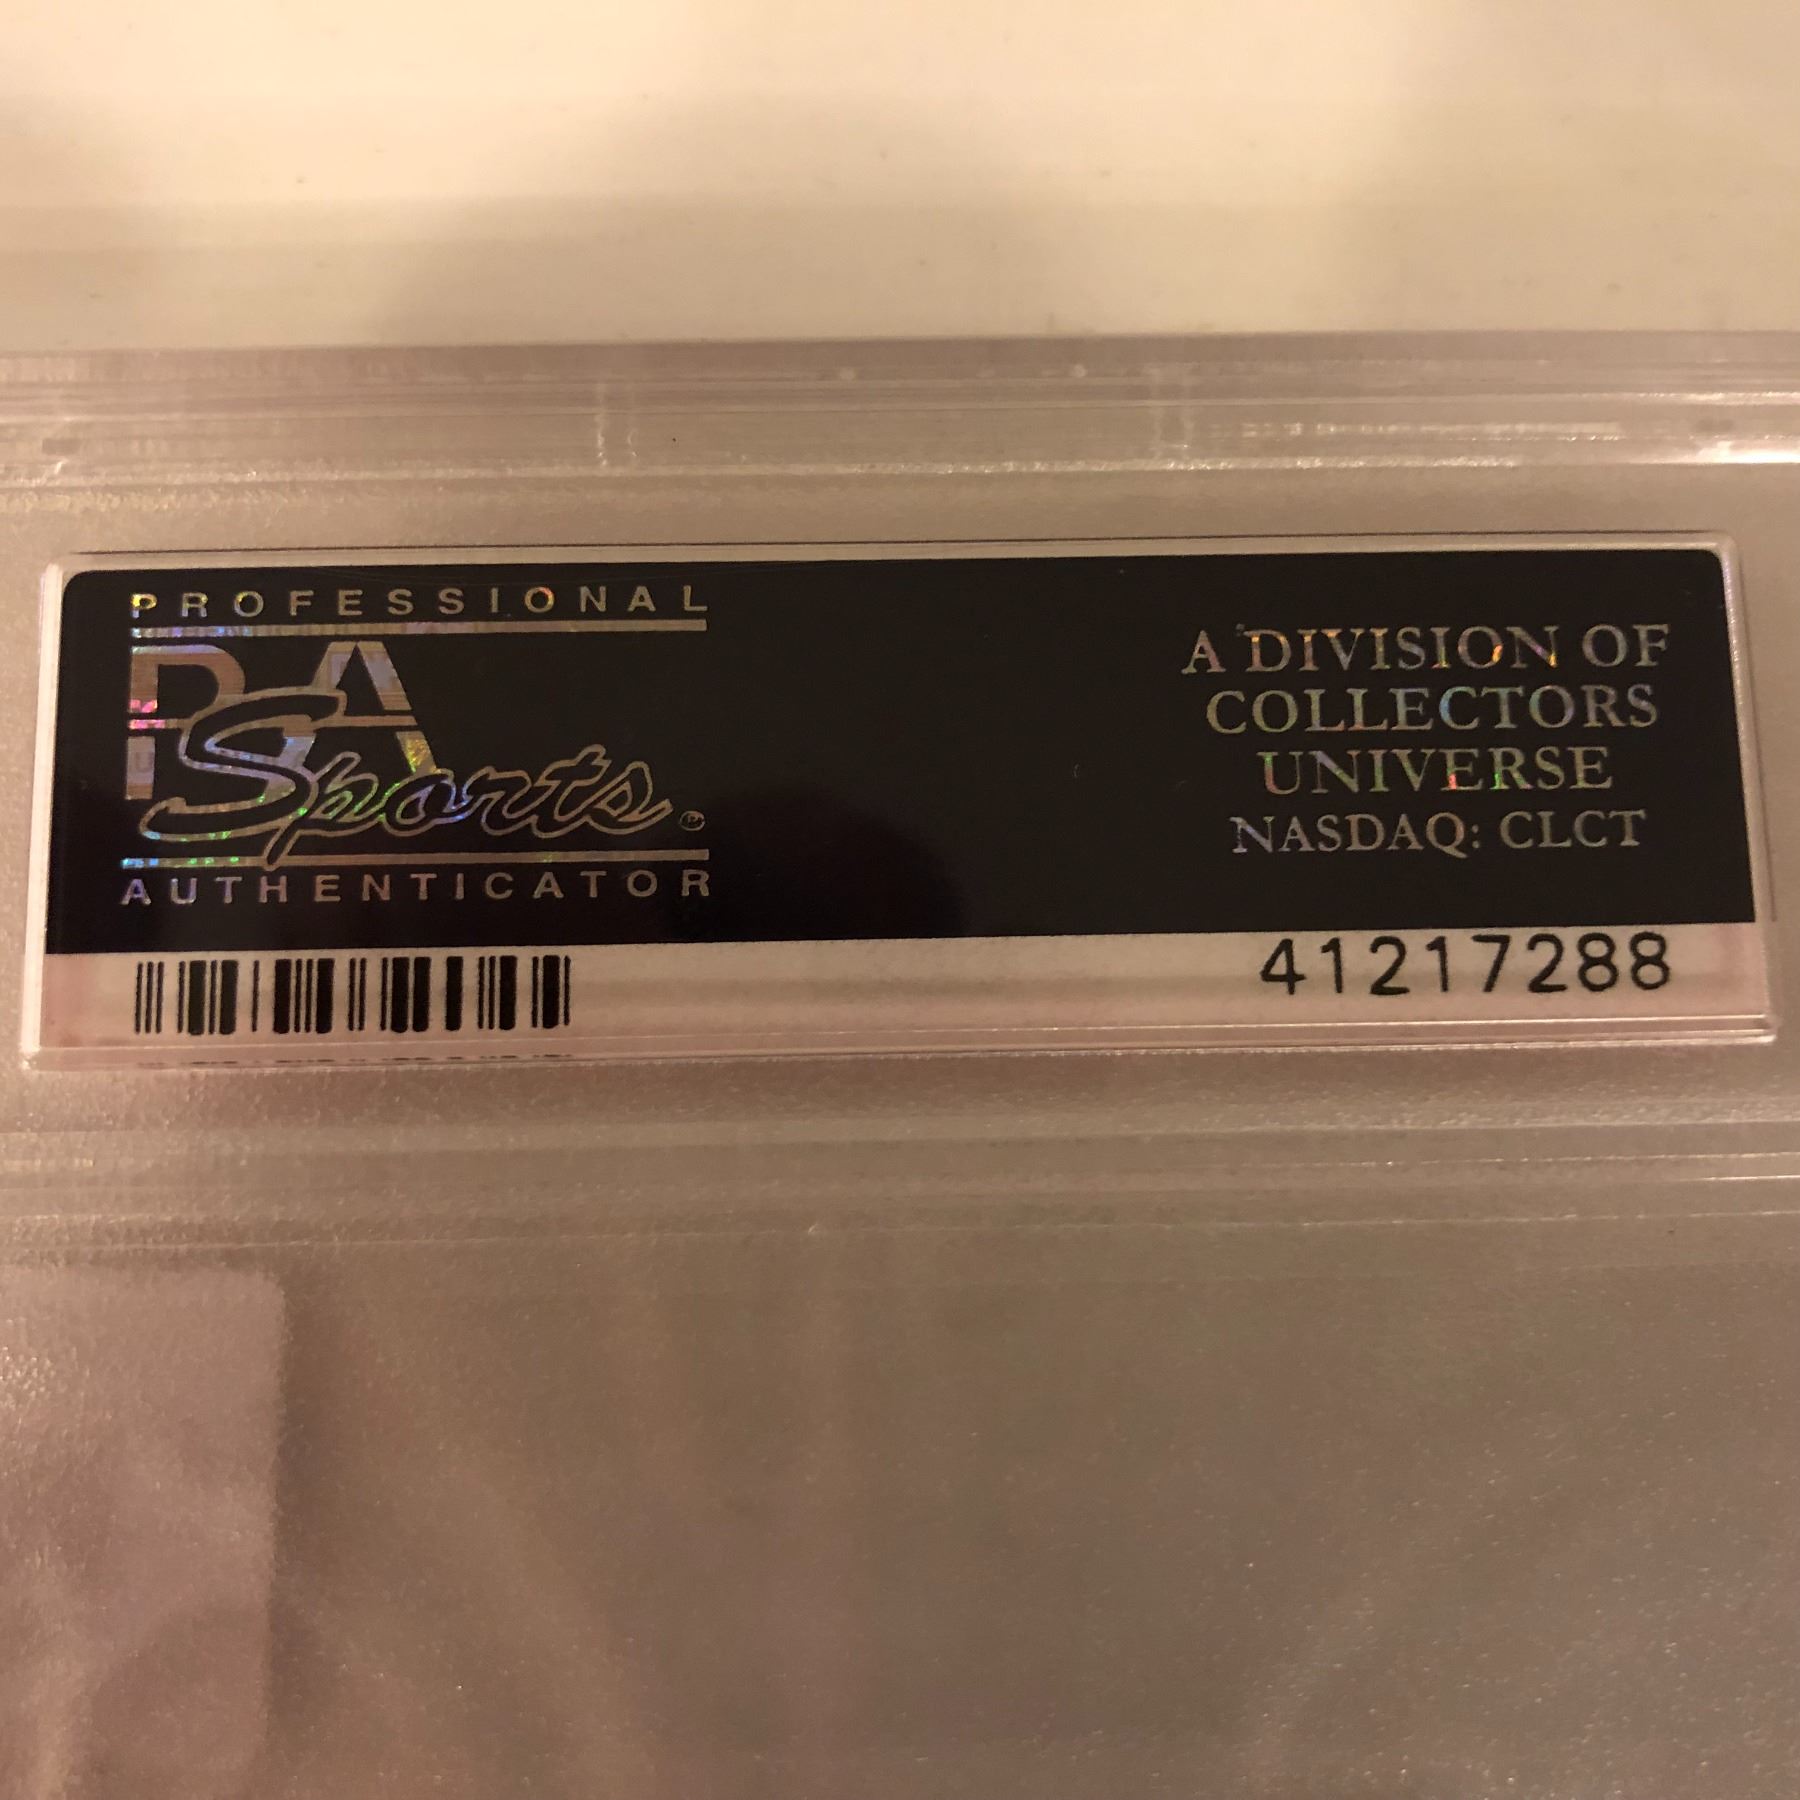 PROFESSIONAL
PSA
Sports®
AUTHENTICATOR
A DIVISION OF
COLLECTORS
UNIVERSE
NASDAQ: CLCT
41217288